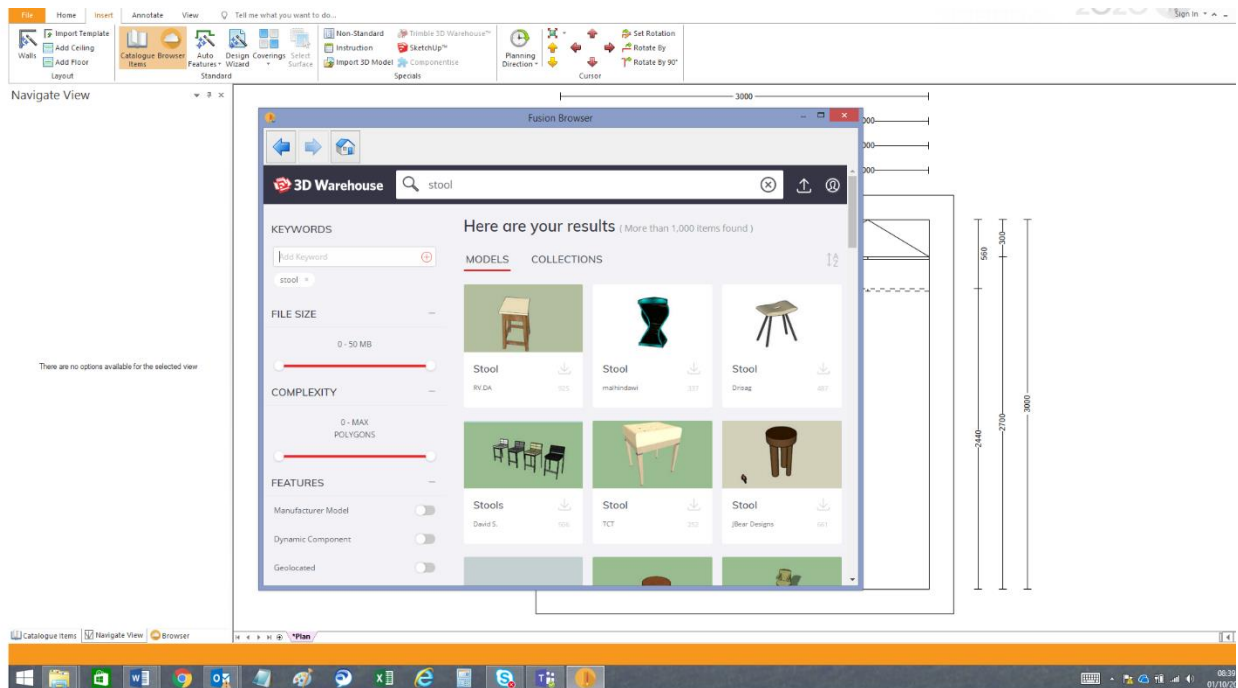 File Home Insert Annotate View Tell me what you want to do...
Sign In
Walls
Import Template
Add Ceiling
Add Floor
Layout
Catalogue Items
Browser
Auto Features
Design Wizard
Coverings
Select Surface
Standard
Non-Standard
Instruction
Import 3D Model
Trimble 3D Warehouse™
SketchUp™
Componentise
Specials
Planning Direction
Set Rotation
Rotate By
Rotate By 90°
Cursor
Navigate View
There are no options available for the selected view
3000
Fusion Browser
3D Warehouse
stool
KEYWORDS
Add Keyword
stool ×
FILE SIZE
0 - 50 MB
COMPLEXITY
0 - MAX
POLYGONS
FEATURES
Manufacturer Model
Dynamic Component
Geolocated
Here are your results ( More than 1,000 items found )
MODELS COLLECTIONS
Stool
RV.DA
Stool
malhindawi
Stool
Stools
David S.
Stool
TCT
Stool
JBear Designs
560
300
2440
2700
3000
Catalogue Items Navigate View Browser
*Plan
08:39